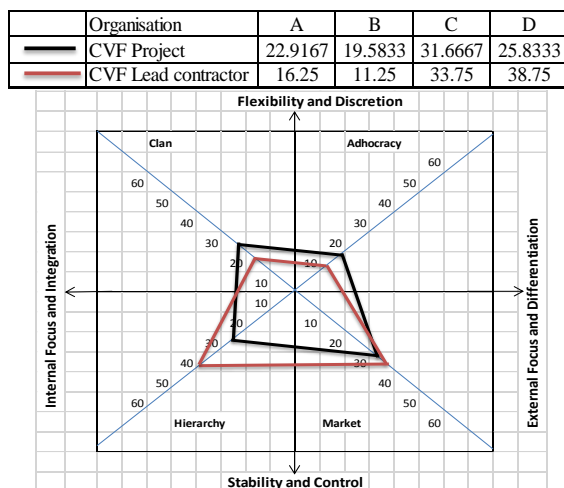 Organisation A B C D
CVF Project 22.9167 19.5833 31.6667 25.8333
CVF Lead contractor 16.25 11.25 33.75 38.75
Flexibility and Discretion
Clan Adhocracy
60 60
50 50
40 40
30 30
20 20
10 10
Internal Focus and Integration
External Focus and Differentiation
10 10
20 20
30 30
40 40
50 50
60 60
Hierarchy Market
Stability and Control